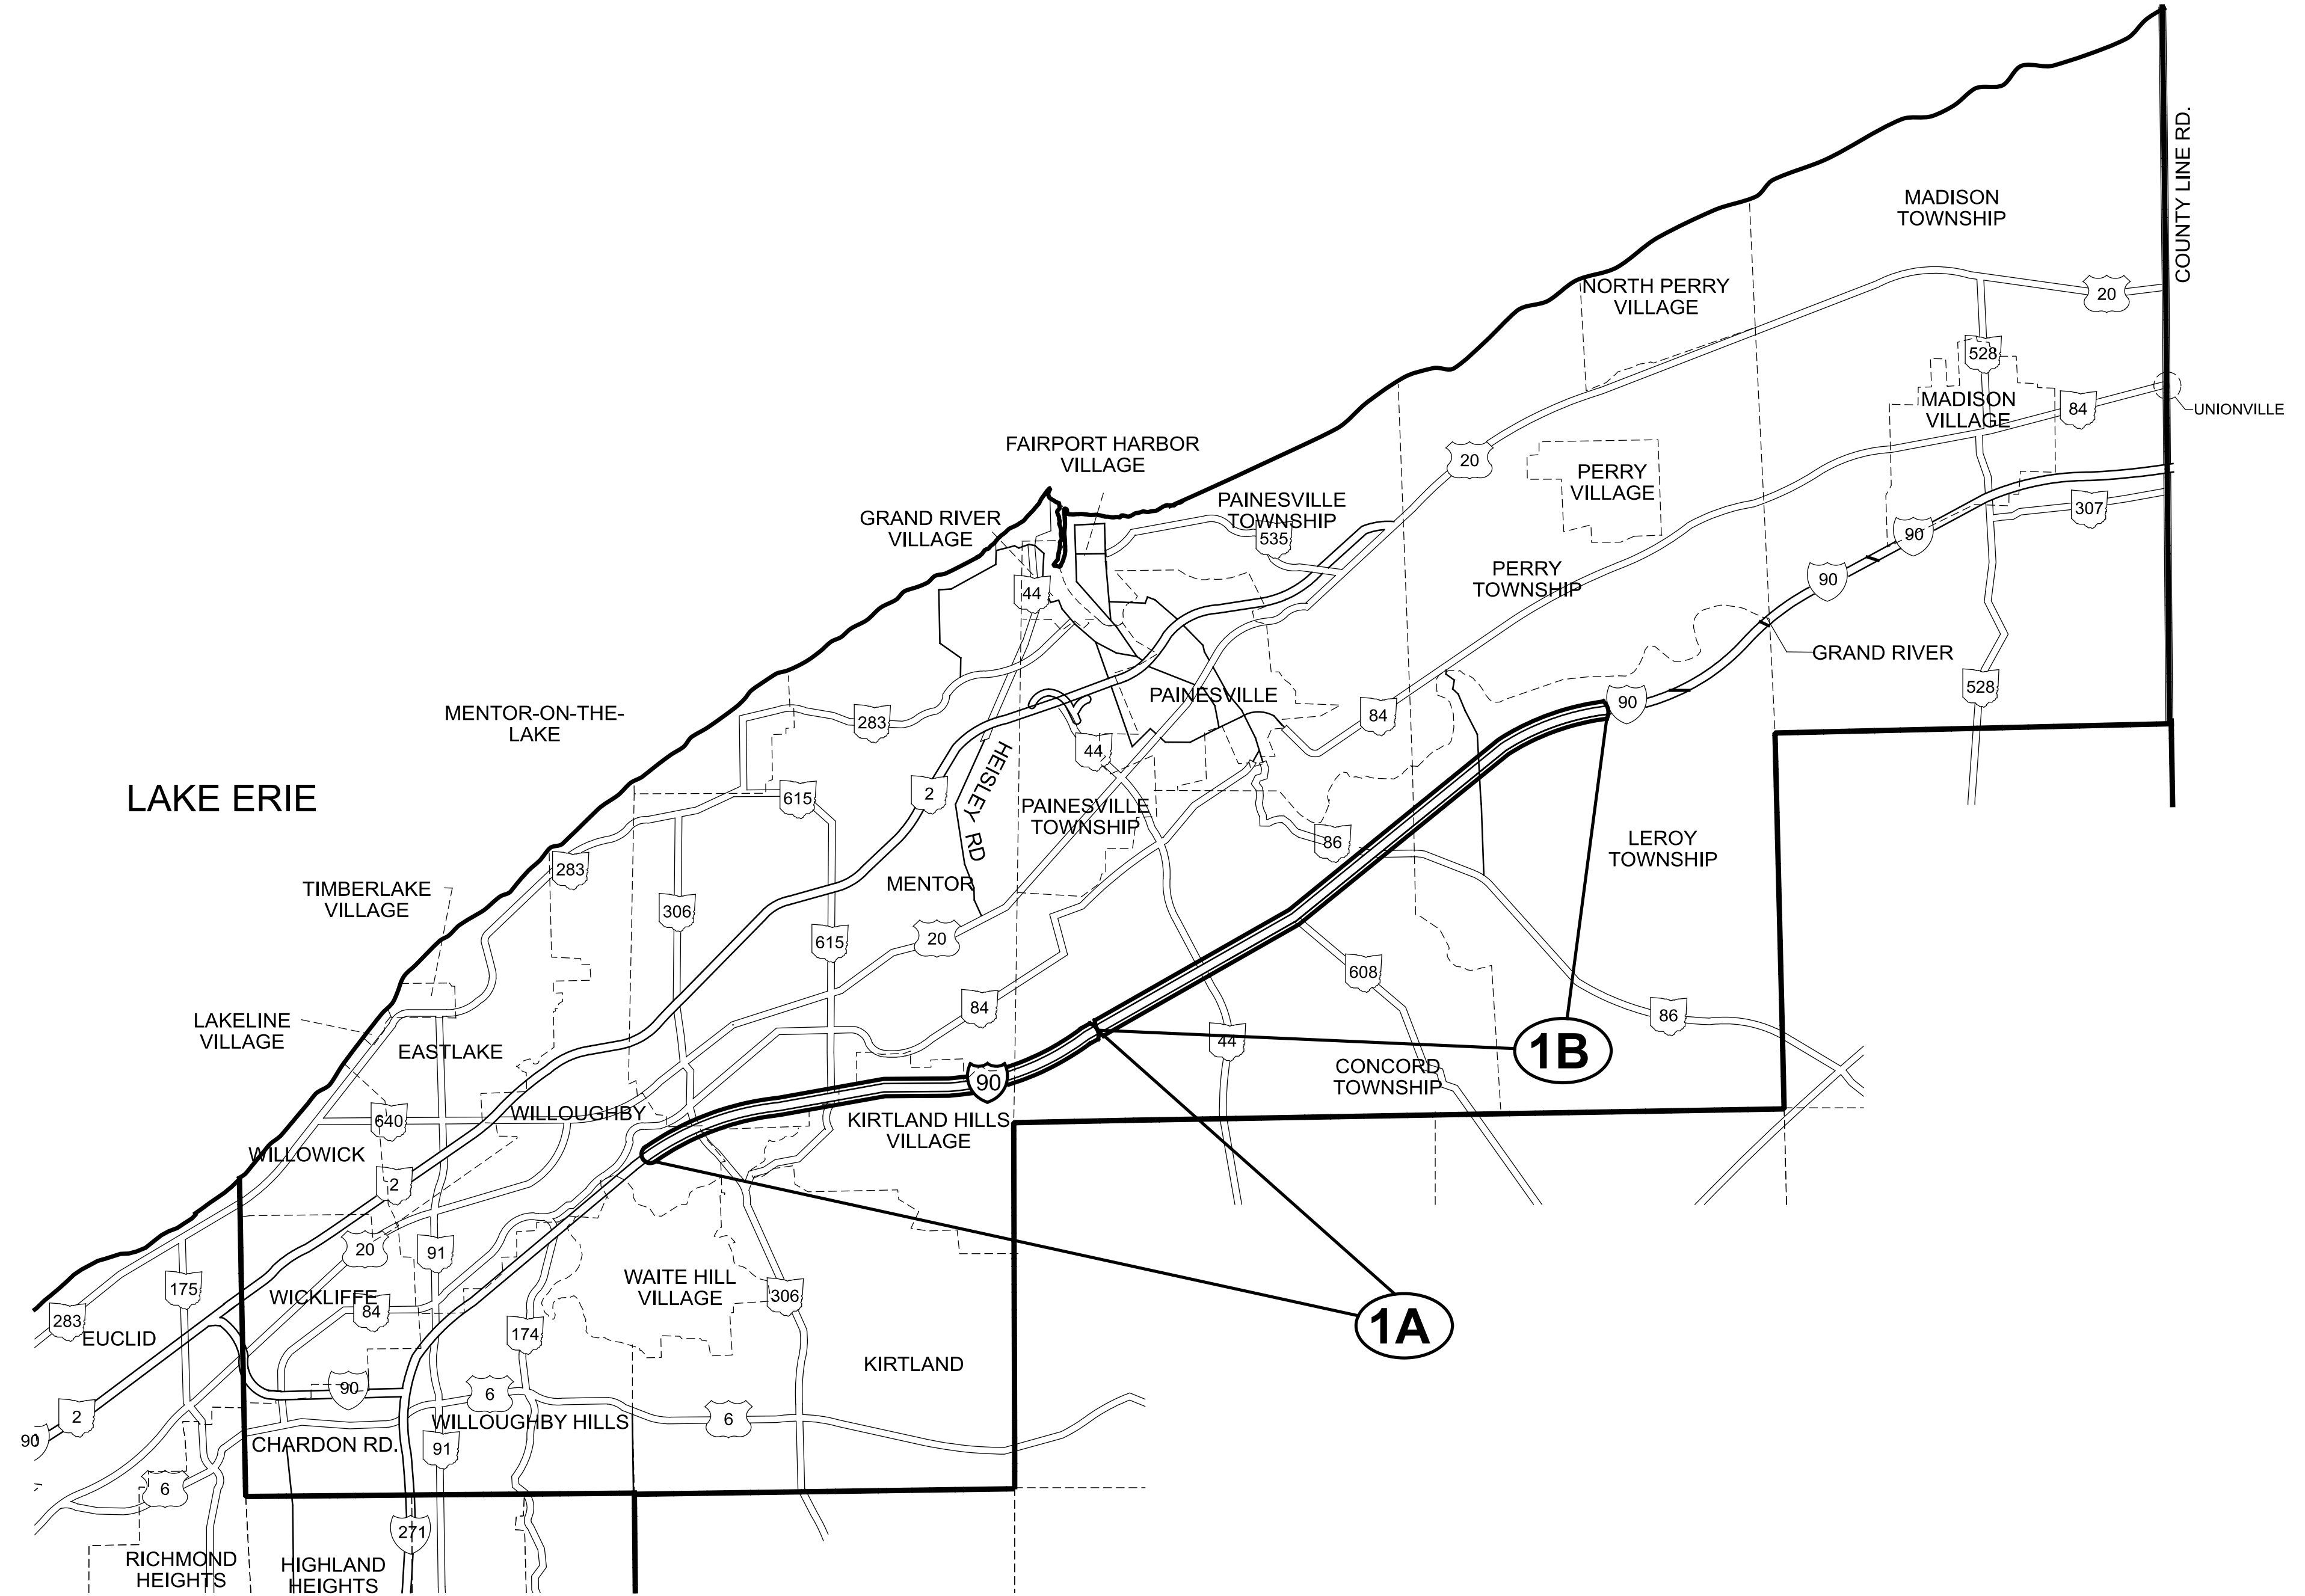 COUNTY LINE RD.
MADISON
TOWNSHIP
NORTH PERRY
VILLAGE
20
528
MADISON
VILLAGE
84
UNIONVILLE
FAIRPORT HARBOR
VILLAGE
20
PERRY
VILLAGE
307
GRAND RIVER
VILLAGE
PAINESVILLE
TOWNSHIP
535
90
PERRY
TOWNSHIP
90
44
GRAND RIVER
528
MENTOR-ON-THE-
LAKE
283
PAINESVILLE
84
90
44
HEISLEY RD
LAKE ERIE
615
2
PAINESVILLE
TOWNSHIP
86
LEROY
TOWNSHIP
283
TIMBERLAKE
VILLAGE
MENTOR
306
615
20
608
84
86
LAKELINE
VILLAGE
EASTLAKE
44
1B
90
CONCORD
TOWNSHIP
640
WILLOUGHBY
KIRTLAND HILLS
VILLAGE
WILLOWICK
2
20
91
175
WICKLIFFE
84
WAITE HILL
VILLAGE
306
1A
283
EUCLID
174
KIRTLAND
90
6
6
2
90
WILLOUGHBY HILLS
CHARDON RD.
91
6
271
RICHMOND
HEIGHTS
HIGHLAND
HEIGHTS